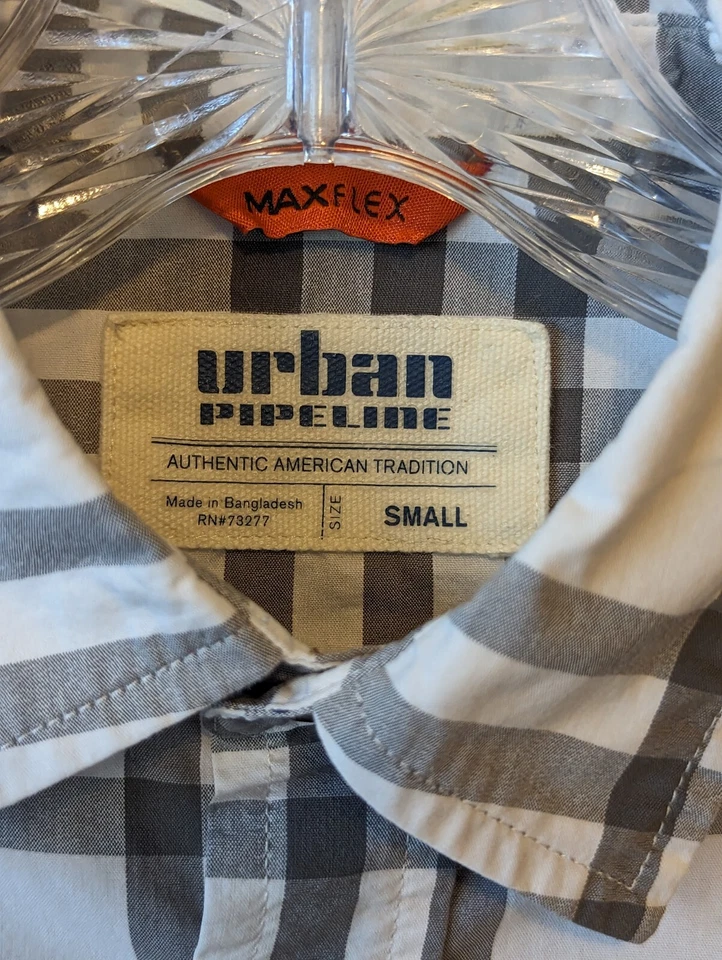 MAXFLEX
urban
PIPELINE
AUTHENTIC AMERICAN TRADITION
Made in Bangladesh
RN#73277
SIZE
SMALL